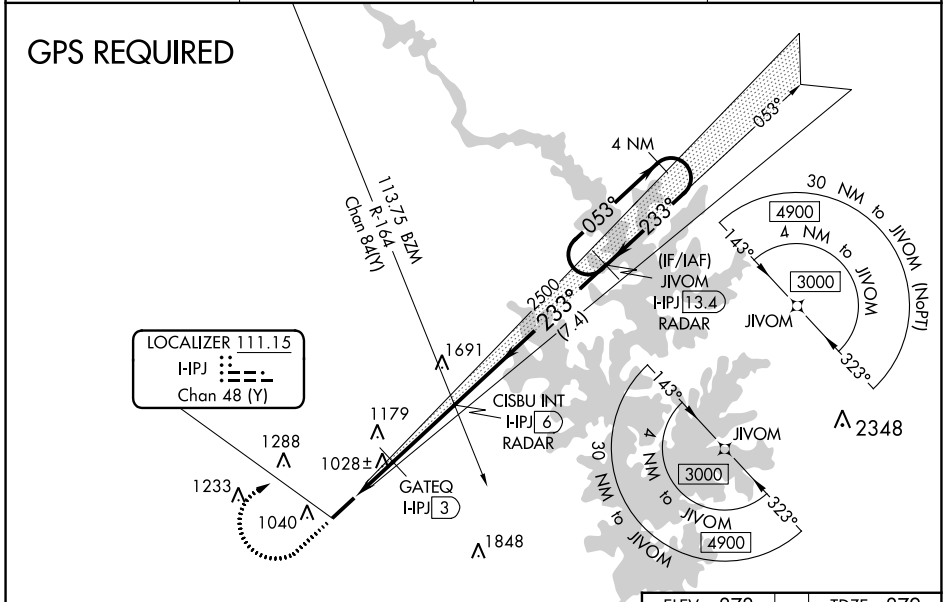 GPS REQUIRED
113.75 BZM
R-164
Chan 84(Y)
4 NM
053°
053°
233°
(IF/IAF)
JIVOM
I-IPJ 13.4
RADAR
2500
233°
(7.4)
30 NM to JIVOM (NoPT)
4900
4 NM to JIVOM
143°
3000
JIVOM
323°
LOCALIZER 111.15
I-IPJ
Chan 48 (Y)
1691
CISBU INT
I-IPJ 6
RADAR
1179
1288
1028±
GATEQ
I-IPJ 3
1233
1040
1848
2348
143°
JIVOM
4 NM to JIVOM
3000
30 NM to JIVOM
4900
323°